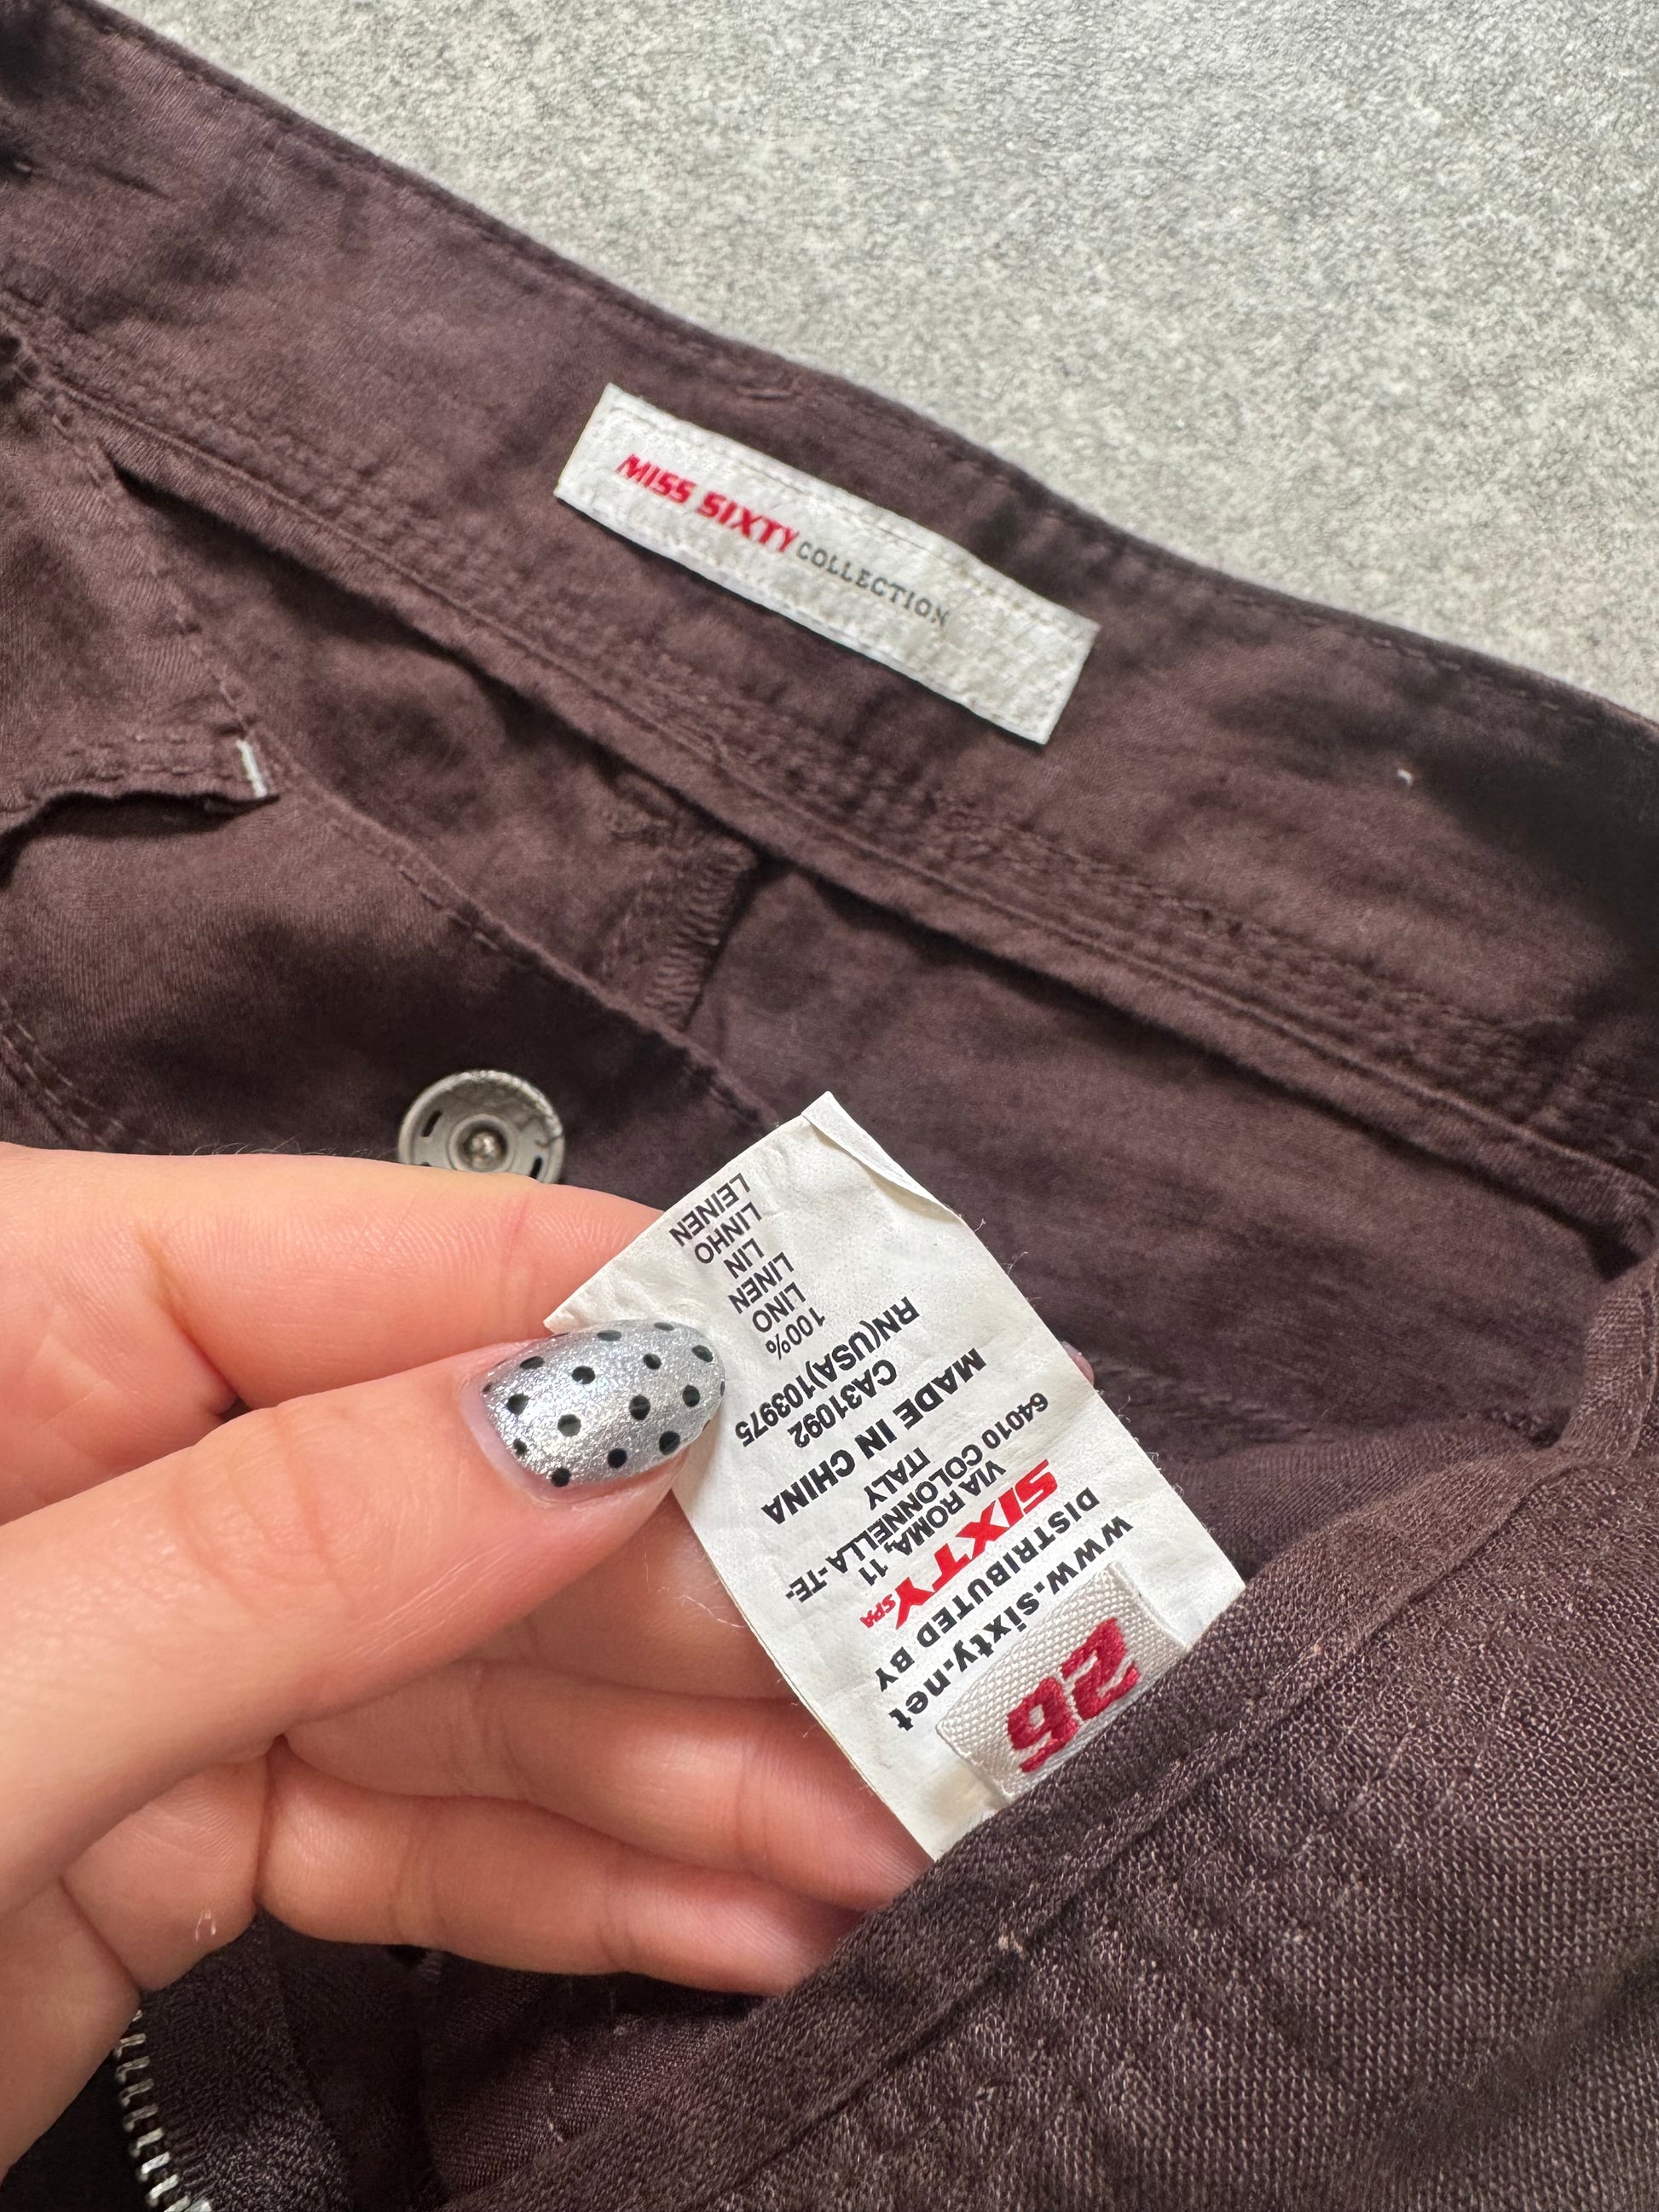 MISS SIXTY COLLECTION
26
www.sixty.net
DISTRIBUTED BY
SIXTY SPA
VIA ROMA, 11
64010 COLONNELLA -TE-
ITALY
MADE IN CHINA
CA31092
RN(USA)103975
100%
LINO
LINEN
LIN
LINHO
LEINEN